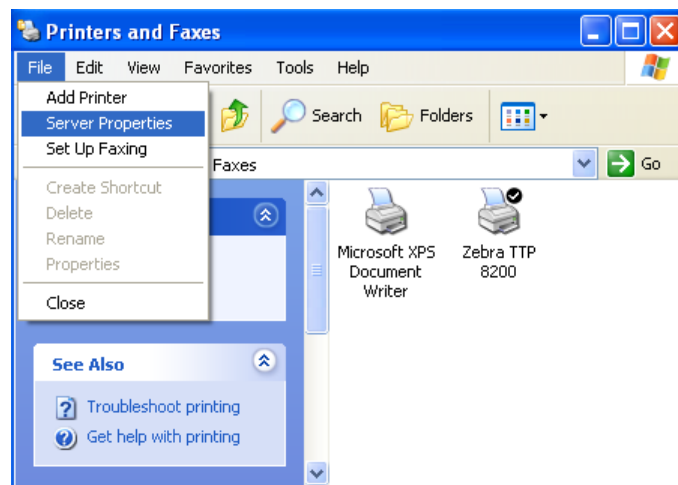 Printers and Faxes
File Edit View Favorites Tools Help
Add Printer
Server Properties
Set Up Faxing
Create Shortcut
Delete
Rename
Properties
Close
Search Folders
Faxes Go
Microsoft XPS
Document
Writer
Zebra TTP
8200
See Also
Troubleshoot printing
Get help with printing